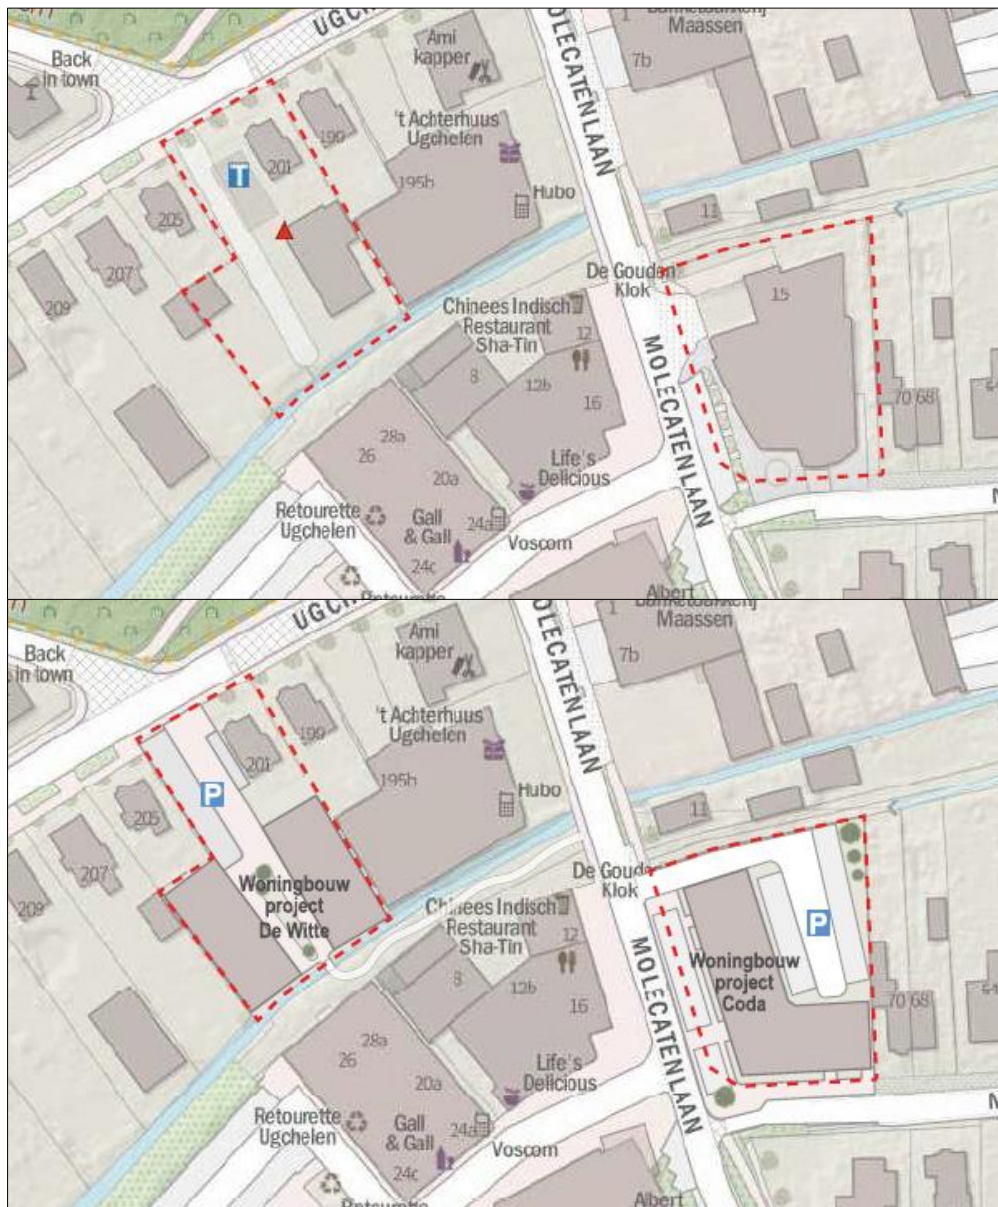 UGCH
Back
in town
Ami
kapper
MOLECATENLAAN
1
Maassen
7b
't Achterhuus
Ugchelen
199
201
T
205
195b
Hubo
11
207
209
De Gouden
Klok
15
Chinees Indisch
Restaurant
Sha-Tin
12
8
12b
16
MOLECATENLAAN
70 68
28a
26
20a
Life's
Delicious
Retourette
Ugchelen
Gall
& Gall
24a
Voscom
24c
Albert
UGCH
Back
in town
Ami
kapper
MOLECATENLAAN
1
Maassen
7b
't Achterhuus
Ugchelen
199
201
P
205
195b
Hubo
11
207
209
De Gouden
Klok
Woningbouw
project
De Witte
Chinees Indisch
Restaurant
Sha-Tin
12
8
12b
16
P
Woningbouw
project
Coda
MOLECATENLAAN
70 68
28a
26
20a
Life's
Delicious
Retourette
Ugchelen
Gall
& Gall
24a
Voscom
24c
Albert